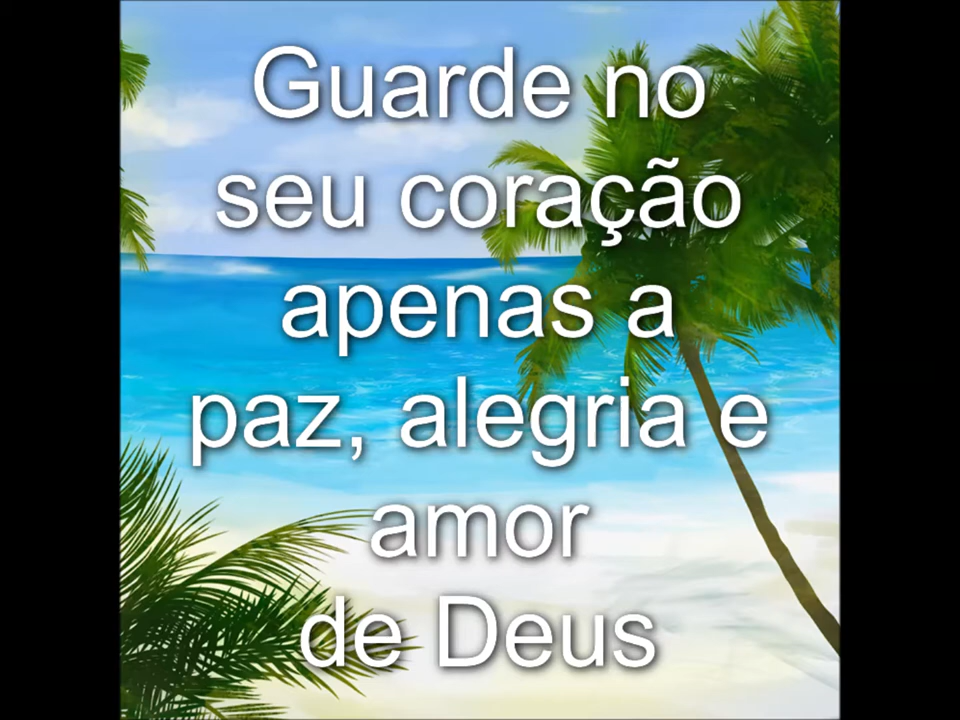 Guarde no
seu coração
apenas a
paz, alegria e
amor
de Deus